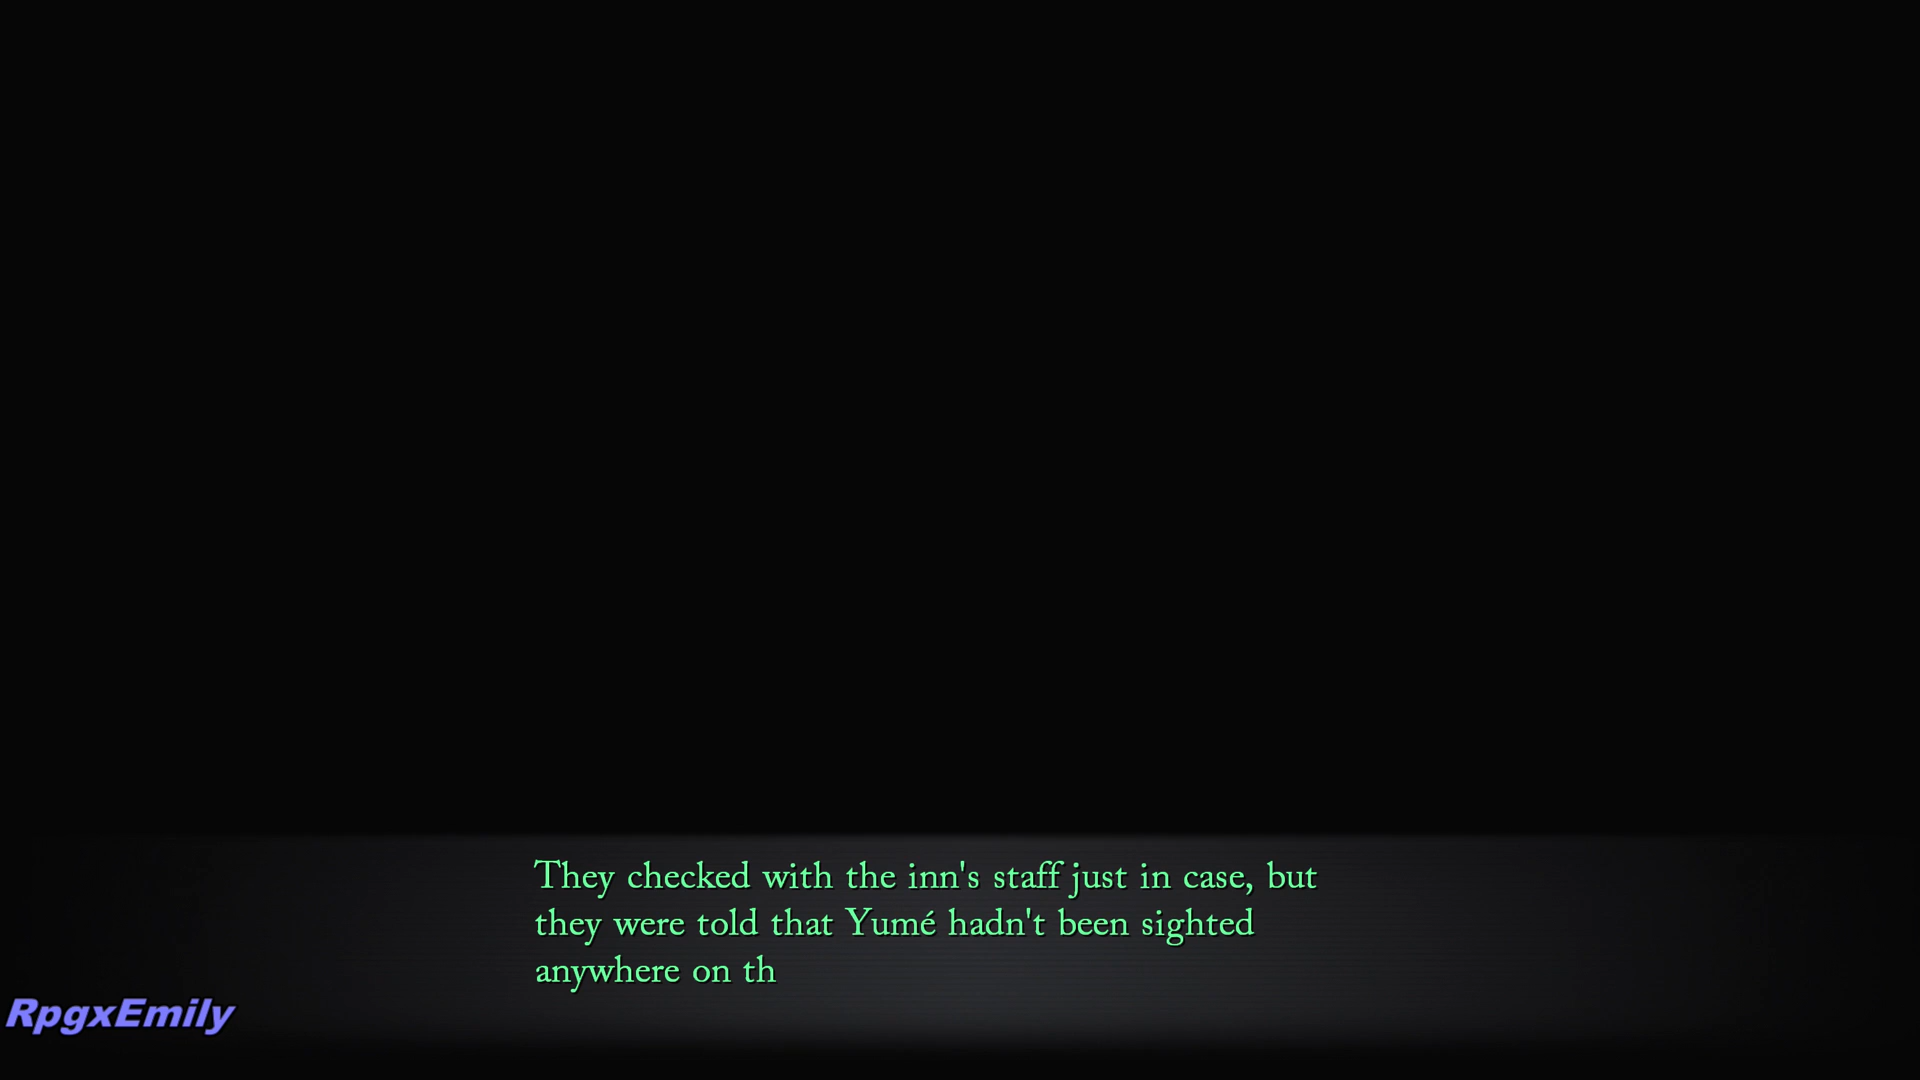 They checked with the inn's staff just in case, but
they were told that Yumé hadn't been sighted
anywhere on th
RpgxEmily